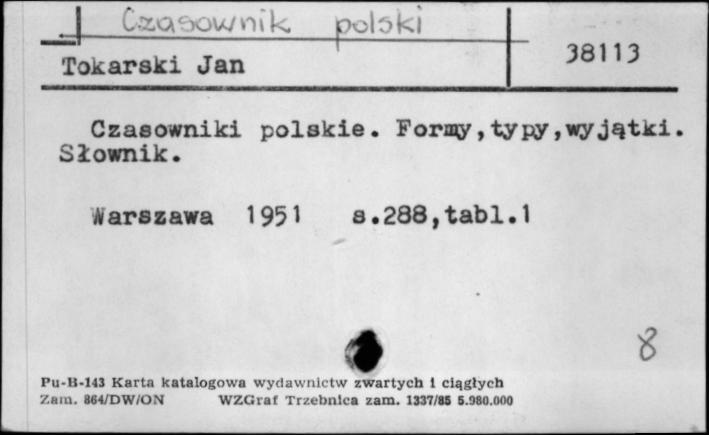 Czasownik polski
38113
Tokarski Jan
Czasowniki polskie. Formy,typy,wyjątki.
Słownik.
Warszawa 1951 s.288,tabl.1
8
Pu-B-143 Karta katalogowa wydawnictw zwartych i ciągłych
Zam. 864/DW/ON WZGraf Trzebnica zam. 1337/85 5.980.000